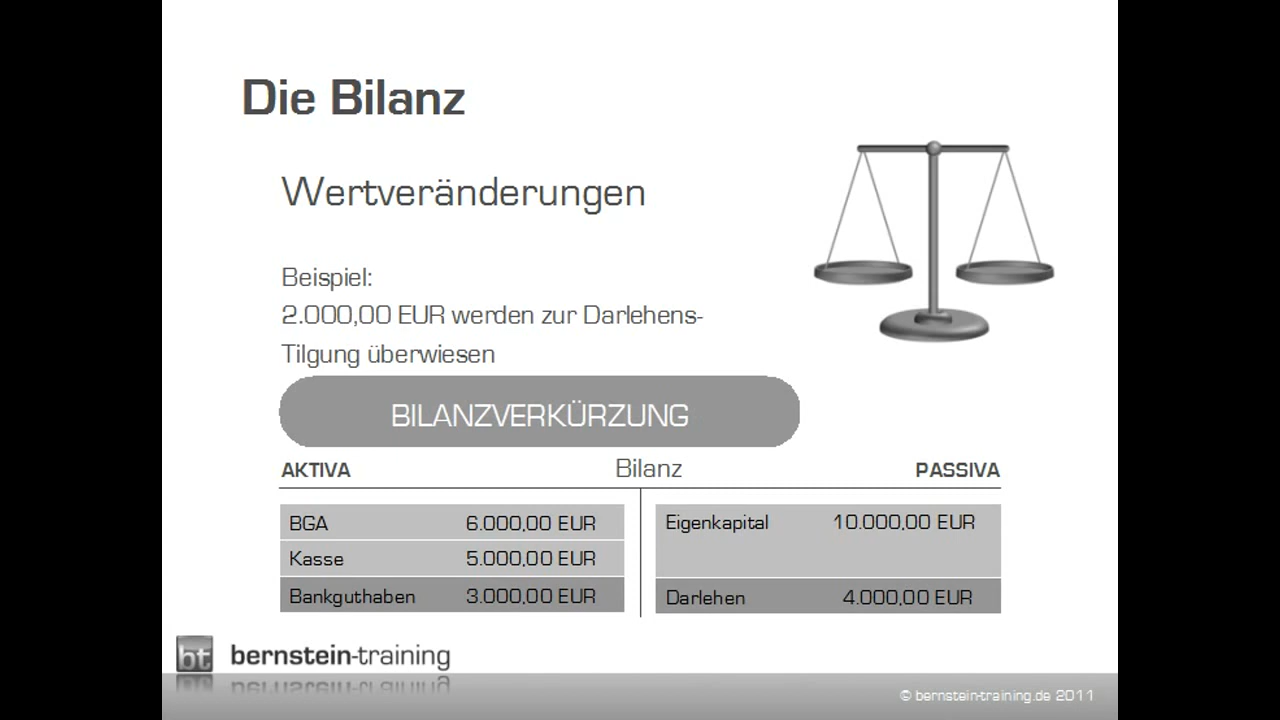 Die Bilanz
Wertveränderungen
Beispiel:
2.000,00 EUR werden zur Darlehens-
Tilgung überwiesen
BILANZVERKÜRZUNG
AKTIVA Bilanz PASSIVA
BGA 6.000,00 EUR Eigenkapital 10.000,00 EUR
Kasse 5.000,00 EUR
Bankguthaben 3.000,00 EUR Darlehen 4.000,00 EUR
bt bernstein-training
© bernstein-training.de 2011